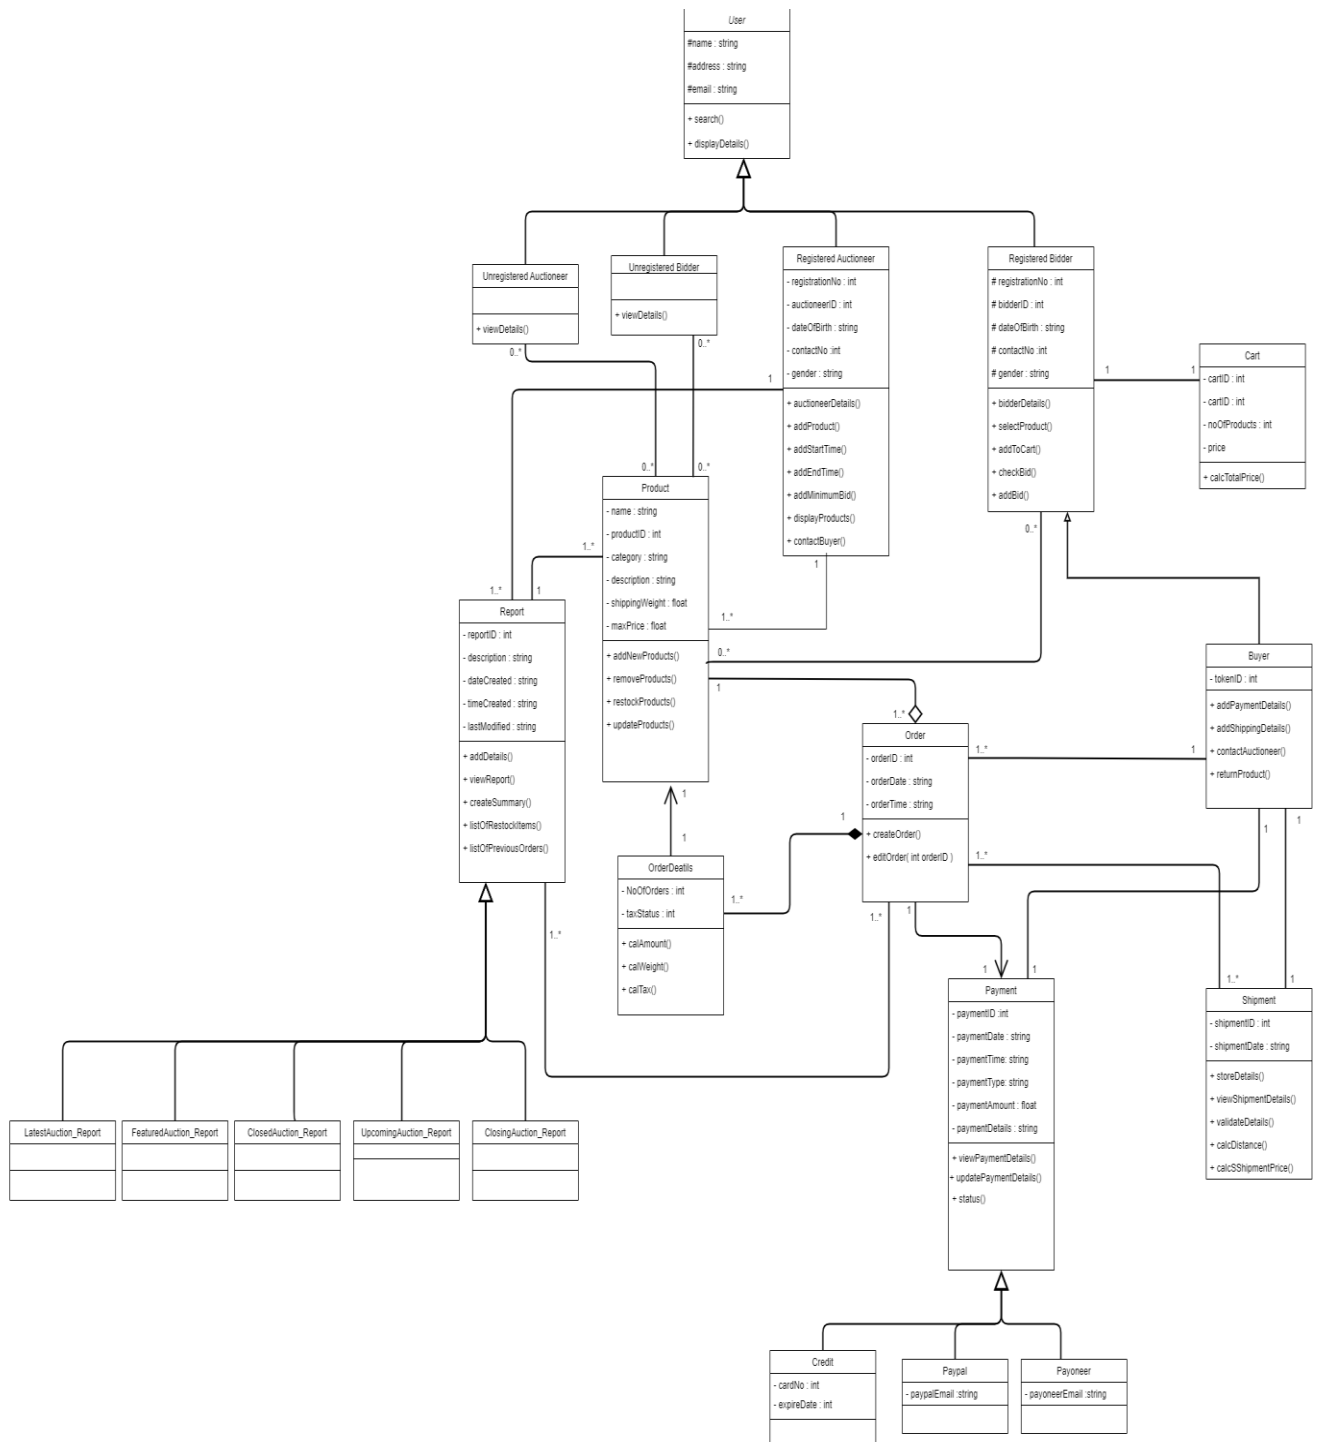 User
#name : string
#address : string
#email : string
+ search()
+ displayDetails()
Unregistered Auctioneer
+ viewDetails()
0..*
Unregistered Bidder
+ viewDetails()
0..*
Registered Auctioneer
- registrationNo : int
- auctioneerID : int
- dateOfBirth : string
- contactNo :int
- gender : string
+ auctioneerDetails()
+ addProduct()
+ addStartTime()
+ addEndTime()
+ addMinimumBid()
+ displayProducts()
+ contactBuyer()
1
1
Registered Bidder
# registrationNo : int
# bidderID : int
# dateOfBirth : string
# contactNo :int
# gender : string
+ bidderDetails()
+ selectProduct()
+ addToCart()
+ checkBid()
+ addBid()
0..*
1
1
Cart
- cartID : int
- cartID : int
- noOfProducts : int
- price
+ calcTotalPrice()
0..*
0..*
Product
- name : string
- productID : int
- category : string
- description : string
- shippingWeight : float
- maxPrice : float
+ addNewProducts()
+ removeProducts()
+ restockProducts()
+ updateProducts()
1..*
1..*
0..*
1
1..*
1
Report
- reportID : int
- description : string
- dateCreated : string
- timeCreated : string
- lastModified : string
+ addDetails()
+ viewReport()
+ createSummary()
+ listOfRestockItems()
+ listOfPreviousOrders()
1..*
Buyer
- tokenID : int
+ addPaymentDetails()
+ addShippingDetails()
+ contactAuctioneer()
+ returnProduct()
1
1
1
1..*
Order
- orderID : int
- orderDate : string
- orderTime : string
+ createOrder()
+ editOrder( int orderID )
1..*
1..*
1
1..*
1
1
1
OrderDeatils
- NoOfOrders : int
- taxStatus : int
+ calAmount()
+ calWeight()
+ calTax()
1..*
1
1
Payment
- paymentID :int
- paymentDate : string
- paymentTime: string
- paymentType: string
- paymentAmount : float
- paymentDetails : string
+ viewPaymentDetails()
+ updatePaymentDetails()
+ status()
1..*
1
Shipment
- shipmentID : int
- shipmentDate : string
+ storeDetails()
+ viewShipmentDetails()
+ validateDetails()
+ calcDistance()
+ calcSShipmentPrice()
LatestAuction_Report
FeaturedAuction_Report
ClosedAuction_Report
UpcomingAuction_Report
ClosingAuction_Report
Credit
- cardNo : int
- expireDate : int
Paypal
- paypalEmail :string
Payoneer
- payoneerEmail :string